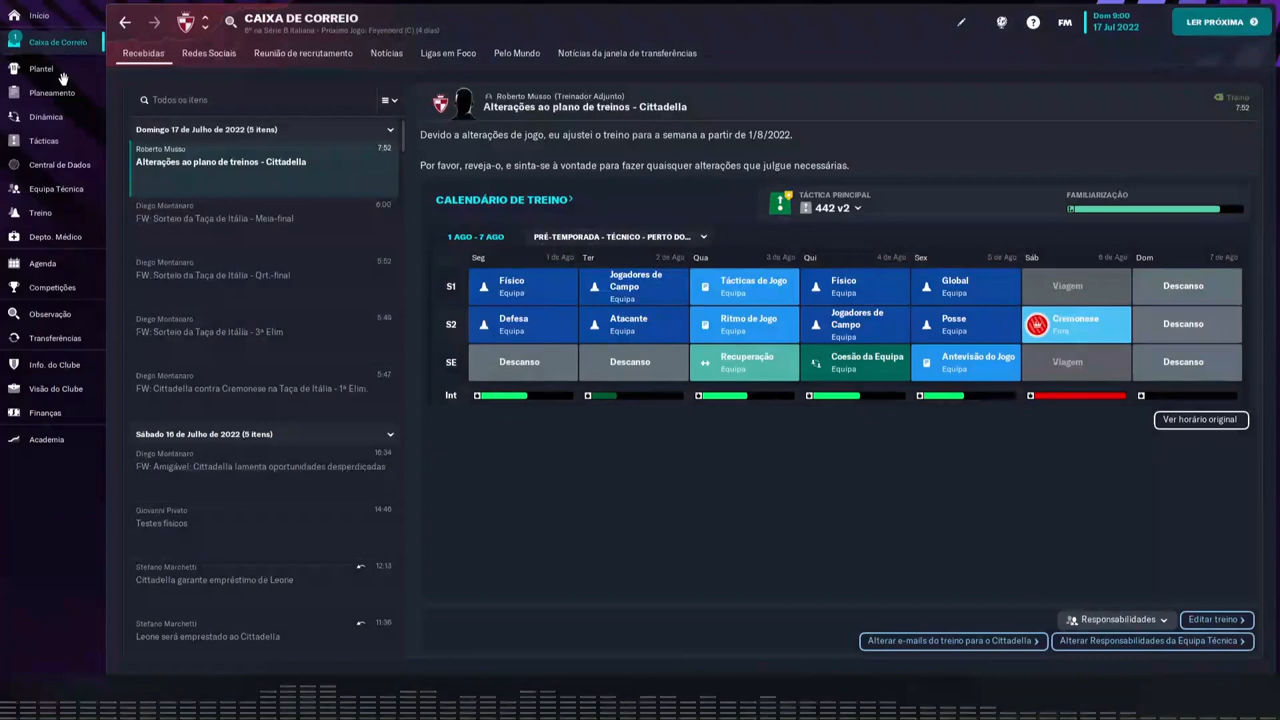 Início
1
Caixa de Correio
Plantel
Planeamento
Dinâmica
Tácticas
Central de Dados
Equipa Técnica
Treino
Depto. Médico
Agenda
Competições
Observação
Transferências
Info. do Clube
Visão do Clube
Finanças
Academia
CAIXA DE CORREIO
8º na Série B Italiana - Próximo Jogo: Feyenoord (C) (4 dias)
FM
Dom 9:00
17 Jul 2022
LER PRÓXIMA
Recebidas
Redes Sociais
Reunião de recrutamento
Notícias
Ligas em Foco
Pelo Mundo
Notícias da janela de transferências
Todos os itens
Domingo 17 de Julho de 2022 (5 itens)
Roberto Musso 7:52
Alterações ao plano de treinos - Cittadella
Diego Montanaro 6:00
FW: Sorteio da Taça de Itália - Meia-final
Diego Montanaro 5:52
FW: Sorteio da Taça de Itália - Qrt.-final
Diego Montanaro 5:48
FW: Sorteio da Taça de Itália - 3ª Elim
Diego Montanaro 5:47
FW: Cittadella contra Cremonese na Taça de Itália - 1ª Elim.
Sábado 16 de Julho de 2022 (5 itens)
Diego Montanaro 16:34
FW: Amigável: Cittadella lamenta oportunidades desperdiçadas
Giovanni Pivato 14:46
Testes físicos
Stefano Marchetti 12:13
Cittadella garante empréstimo de Leone
Stefano Marchetti 11:36
Leone será emprestado ao Cittadella
Roberto Musso (Treinador Adjunto)
Alterações ao plano de treinos - Cittadella
Treino
7:52
Devido a alterações de jogo, eu ajustei o treino para a semana a partir de 1/8/2022.
Por favor, reveja-o, e sinta-se à vontade para fazer quaisquer alterações que julgue necessárias.
CALENDÁRIO DE TREINO
TÁCTICA PRINCIPAL
442 v2
FAMILIARIZAÇÃO
1 AGO - 7 AGO
PRÉ-TEMPORADA - TÉCNICO - PERTO DO...
Seg 1 de Ago Ter 2 de Ago Qua 3 de Ago Qui 4 de Ago Sex 5 de Ago Sáb 6 de Ago Dom 7 de Ago
S1
Físico
Equipa
Jogadores de Campo
Equipa
Tácticas de Jogo
Equipa
Físico
Equipa
Global
Equipa
Viagem
Descanso
S2
Defesa
Equipa
Atacante
Equipa
Ritmo de Jogo
Equipa
Jogadores de Campo
Equipa
Posse
Equipa
Cremonese
Fora
Descanso
SE
Descanso
Descanso
Recuperação
Equipa
Coesão da Equipa
Equipa
Antevisão do Jogo
Equipa
Viagem
Descanso
Int
Ver horário original
Responsabilidades
Editar treino
Alterar e-mails do treino para o Cittadella
Alterar Responsabilidades da Equipa Técnica